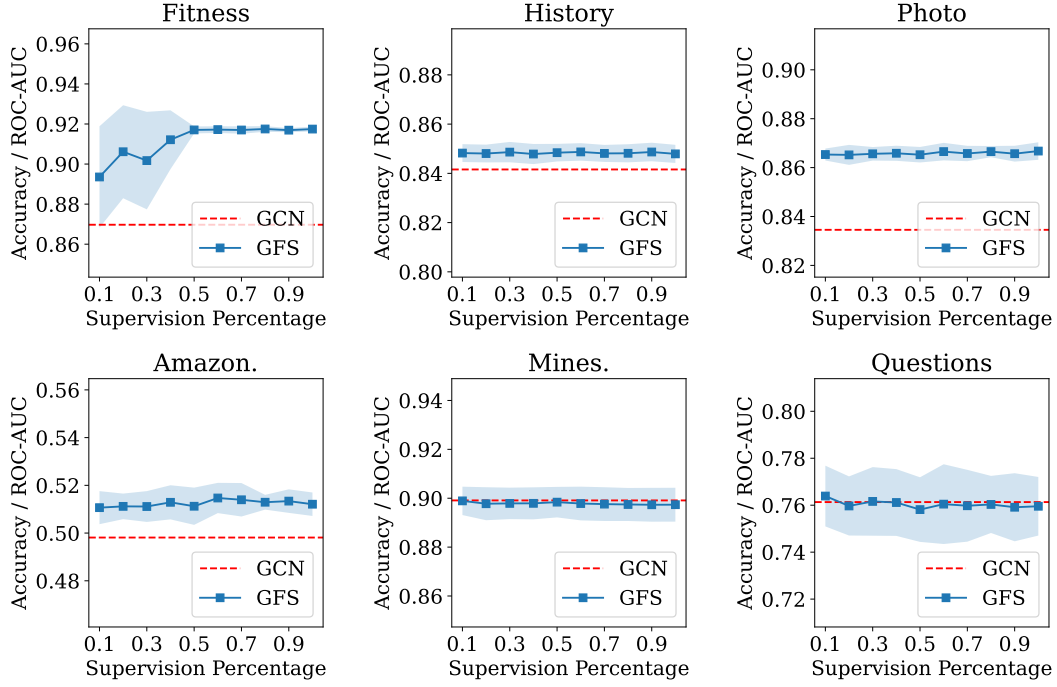 Fitness
Accuracy / ROC-AUC
0.96
0.94
0.92
0.90
0.88
0.86
GCN
GFS
0.1 0.3 0.5 0.7 0.9
Supervision Percentage
History
Accuracy / ROC-AUC
0.88
0.86
0.84
0.82
0.80
GCN
GFS
0.1 0.3 0.5 0.7 0.9
Supervision Percentage
Photo
Accuracy / ROC-AUC
0.90
0.88
0.86
0.84
0.82
GCN
GFS
0.1 0.3 0.5 0.7 0.9
Supervision Percentage
Amazon.
Accuracy / ROC-AUC
0.56
0.54
0.52
0.50
0.48
GCN
GFS
0.1 0.3 0.5 0.7 0.9
Supervision Percentage
Mines.
Accuracy / ROC-AUC
0.94
0.92
0.90
0.88
0.86
GCN
GFS
0.1 0.3 0.5 0.7 0.9
Supervision Percentage
Questions
Accuracy / ROC-AUC
0.80
0.78
0.76
0.74
0.72
GCN
GFS
0.1 0.3 0.5 0.7 0.9
Supervision Percentage